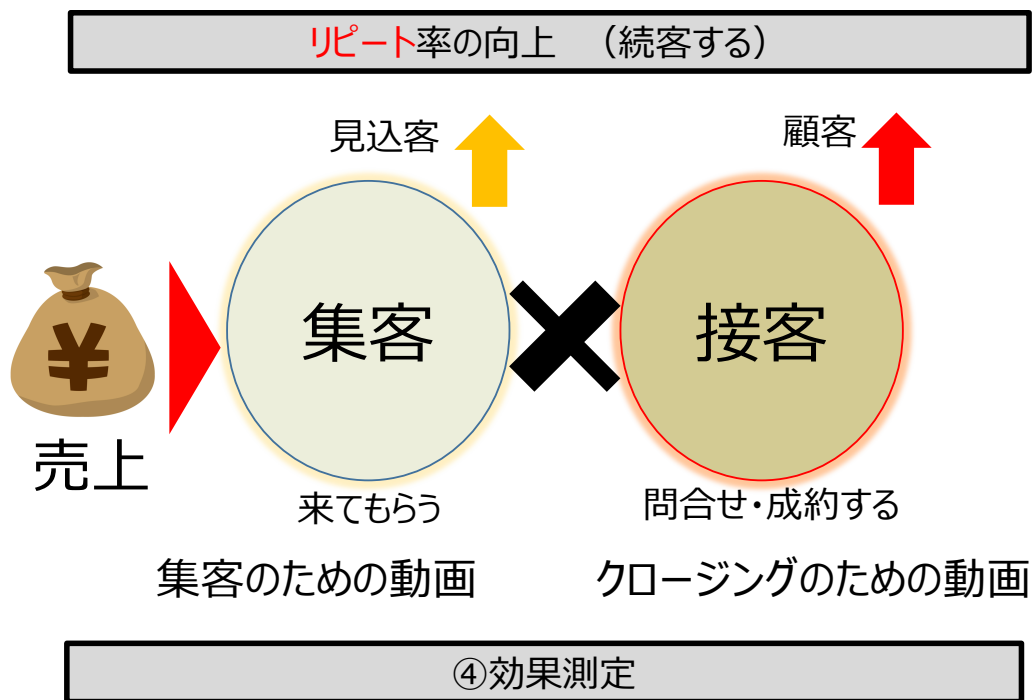 リピート率の向上 （続客する）
見込客
顧客
¥
集客
接客
売上
来てもらう
問合せ・成約する
集客のための動画
クロージングのための動画
④効果測定